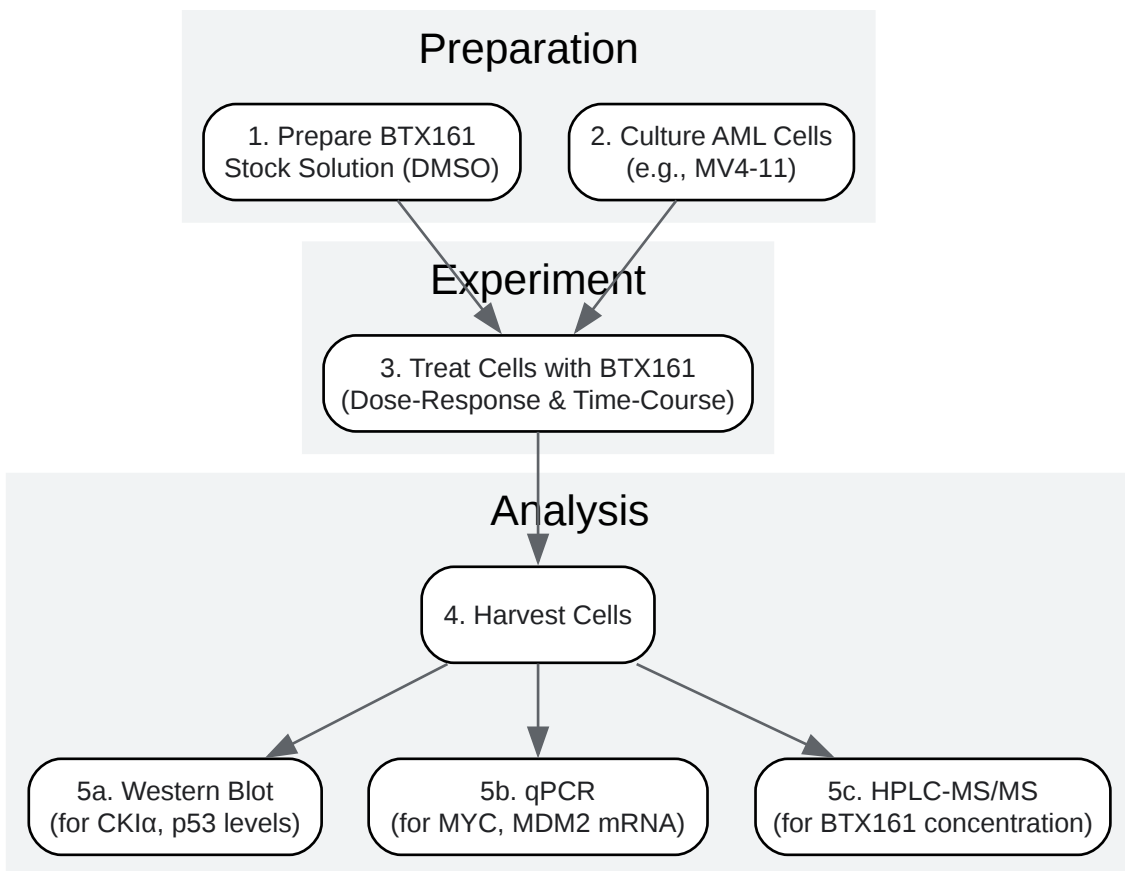 Preparation
1. Prepare BTX161
Stock Solution (DMSO)
2. Culture AML Cells
(e.g., MV4-11)
Experiment
3. Treat Cells with BTX161
(Dose-Response & Time-Course)
Analysis
4. Harvest Cells
5a. Western Blot
(for CKIα, p53 levels)
5b. qPCR
(for MYC, MDM2 mRNA)
5c. HPLC-MS/MS
(for BTX161 concentration)